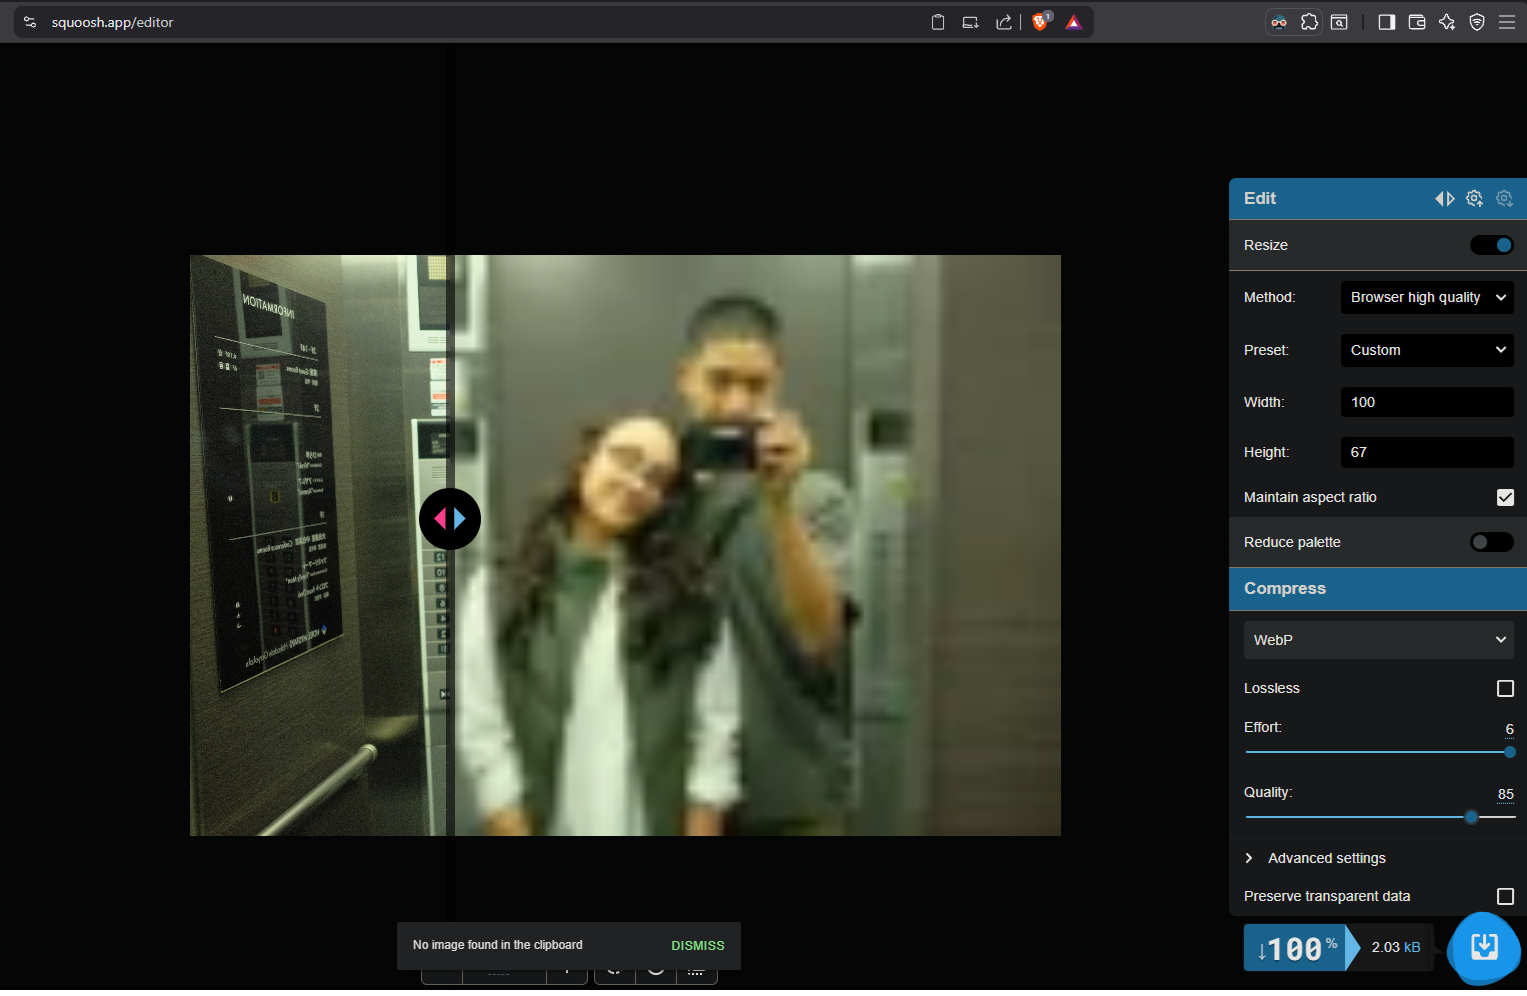 squoosh.app/editor
1
INFORMATION
Edit
Resize
Method:
Browser high quality
Preset:
Custom
Width:
100
Height:
67
Maintain aspect ratio
Reduce palette
Compress
WebP
Lossless
Effort:
6
Quality:
85
Advanced settings
Preserve transparent data
No image found in the clipboard
DISMISS
↓100%
2.03 kB